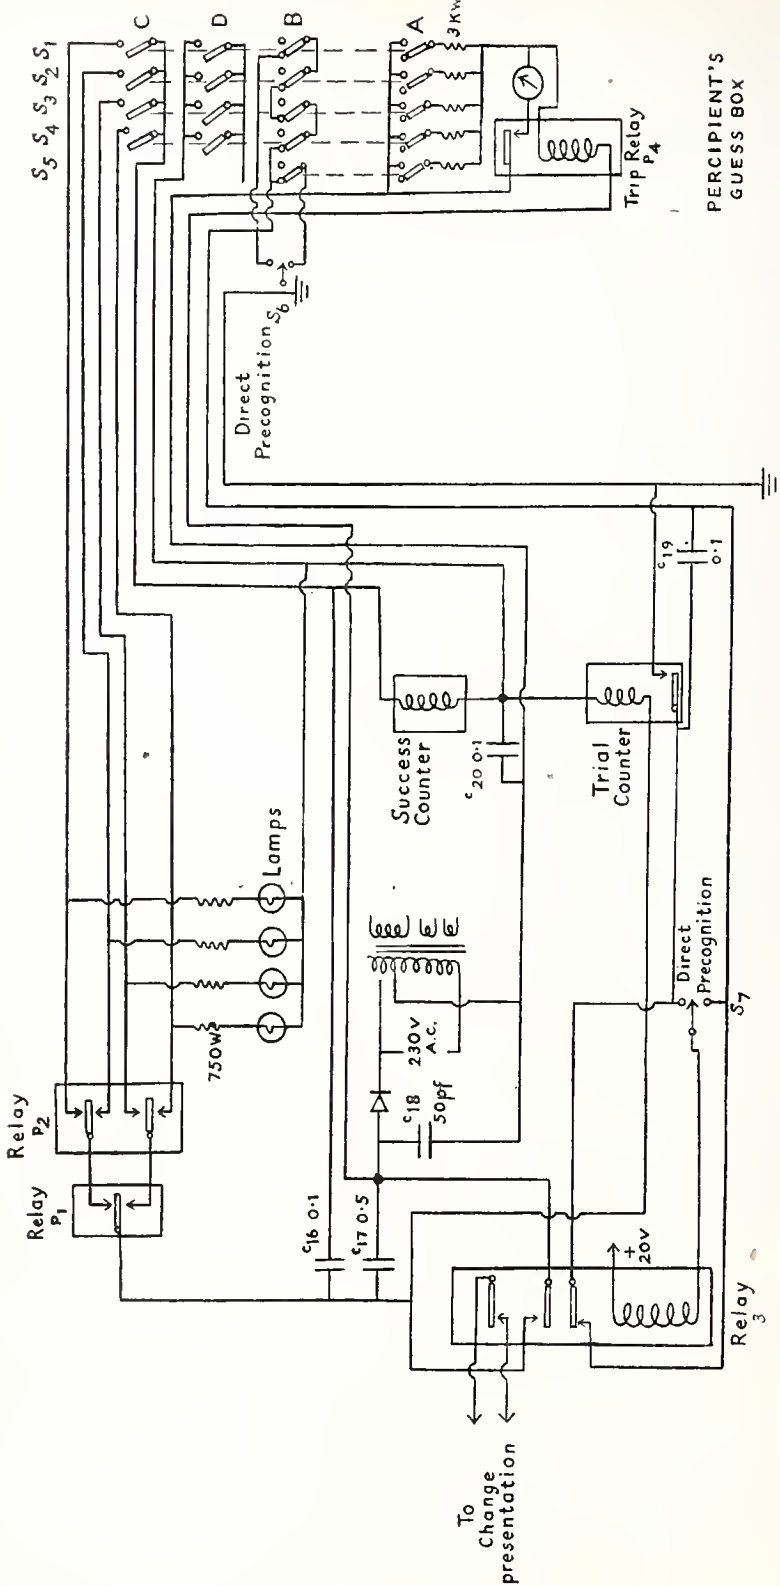 S5 S4 S3 S2 S1
C
D
B
A
3KW
Trip Relay
P4
PERCIPIENT'S
GUESS BOX
Direct
Precognition S6
Relay
P2
Relay
P1
750W
Lamps
Success
Counter
C20 0·1
Trial
Counter
C19
0·1
230V
A.C.
C18
50pf
C16 0·1
C17 0·5
Direct
Precognition
S7
+
20V
Relay
3
To
Change
presentation